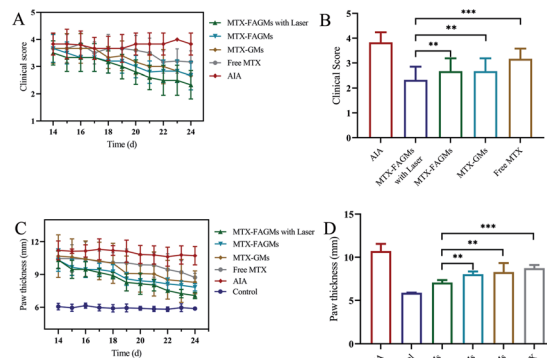 A
MTX-FAGMs with Laser
MTX-FAGMs
MTX-GMs
Free MTX
AIA
Clinical score
5
4
3
2
1
14 16 18 20 22 24
Time (d)
B
***
**
**
Clinical Score
5
4
3
2
1
0
AIA
MTX-FAGMs
with Laser
MTX-FAGMs
MTX-GMs
Free MTX
C
MTX-FAGMs with Laser
MTX-FAGMs
MTX-GMs
Free MTX
AIA
Control
Paw thickness (mm)
12
9
6
14 16 18 20 22 24
Time (d)
D
***
**
**
Paw thickness (mm)
15
10
5
0